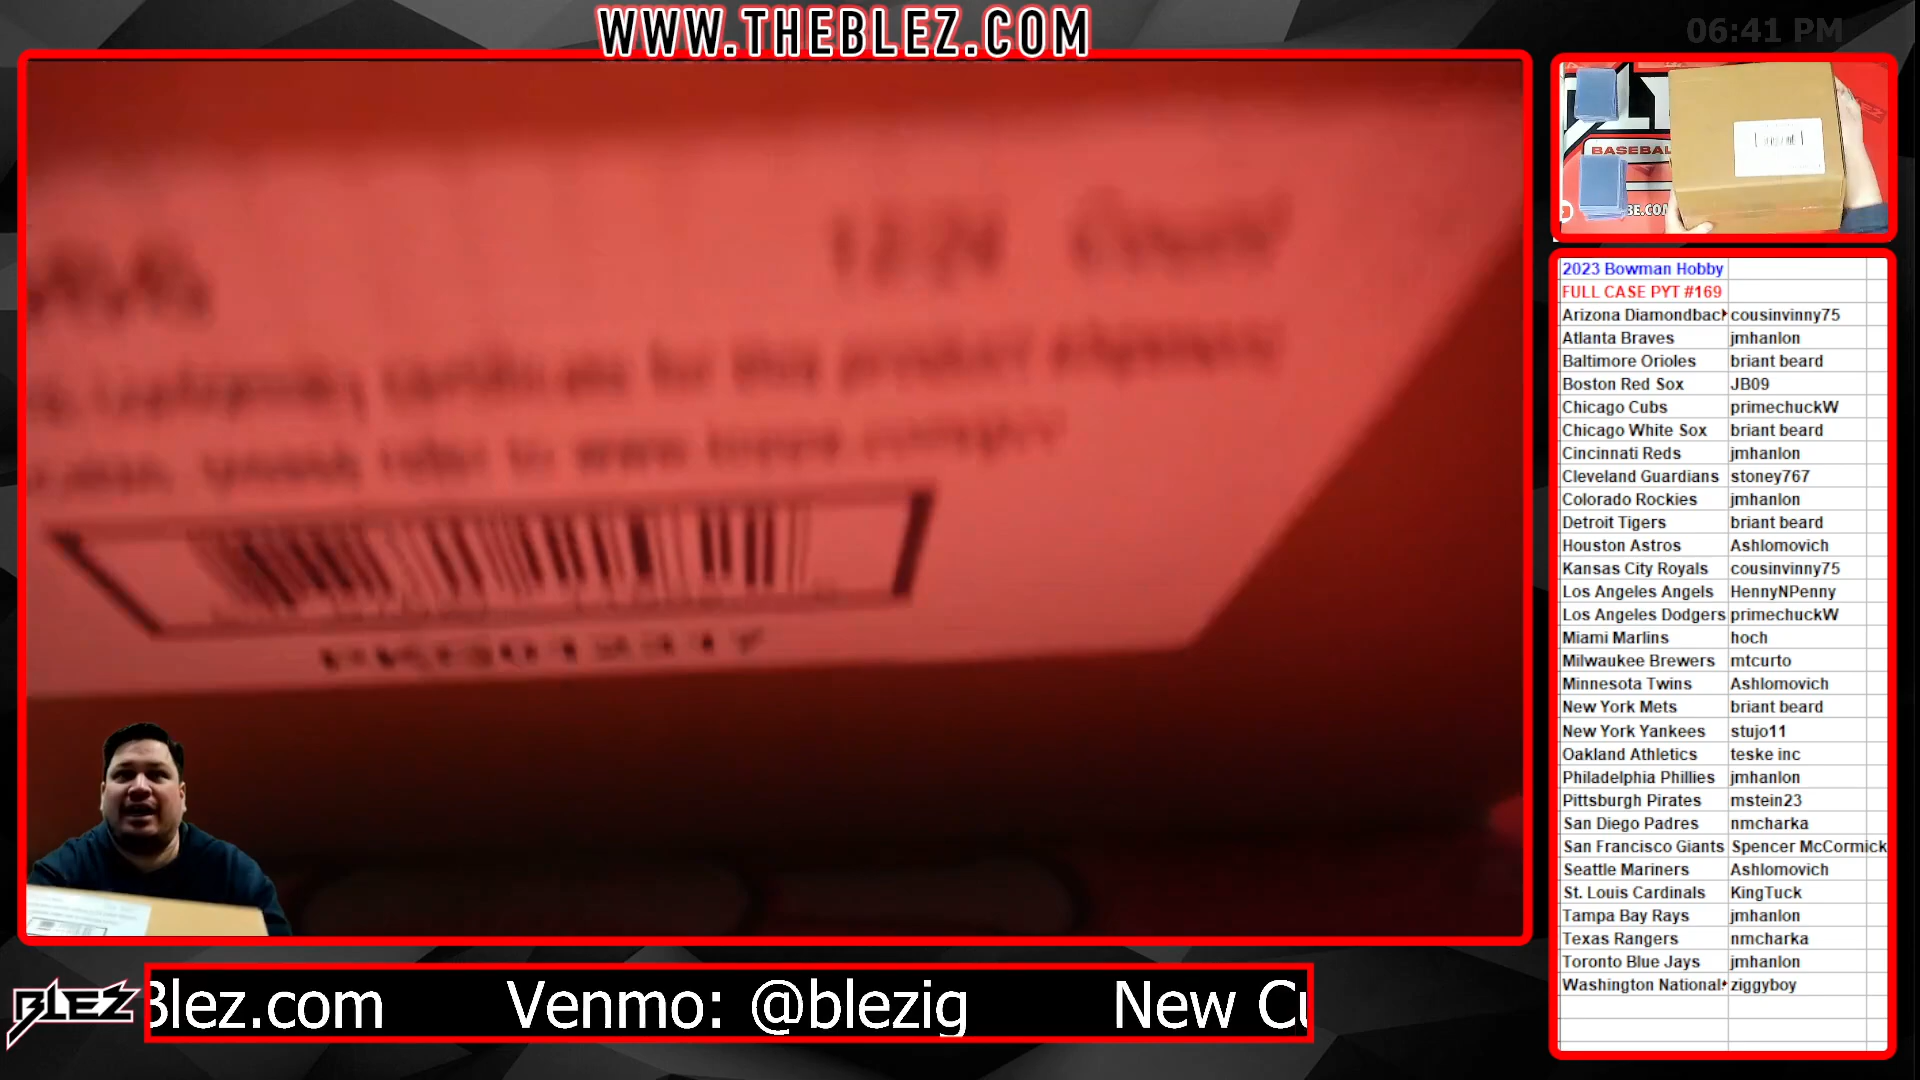 WWW.THEBLEZ.COM
06:41 PM
12/24 Count
BASEBAL
2023 Bowman Hobby
FULL CASE PYT #169
Arizona Diamondback cousinvinny75
Atlanta Braves jmhanlon
Baltimore Orioles briant beard
Boston Red Sox JB09
Chicago Cubs primechuckW
Chicago White Sox briant beard
Cincinnati Reds jmhanlon
Cleveland Guardians stoney767
Colorado Rockies jmhanlon
Detroit Tigers briant beard
Houston Astros Ashlomovich
Kansas City Royals cousinvinny75
Los Angeles Angels HennyNPenny
Los Angeles Dodgers primechuckW
Miami Marlins hoch
Milwaukee Brewers mtcurto
Minnesota Twins Ashlomovich
New York Mets briant beard
New York Yankees stujo11
Oakland Athletics teske inc
Philadelphia Phillies jmhanlon
Pittsburgh Pirates mstein23
San Diego Padres nmcharka
San Francisco Giants Spencer McCormick
Seattle Mariners Ashlomovich
St. Louis Cardinals KingTuck
Tampa Bay Rays jmhanlon
Texas Rangers nmcharka
Toronto Blue Jays jmhanlon
Washington National ziggyboy
BLEZ
Blez.com Venmo: @blezig New Cu